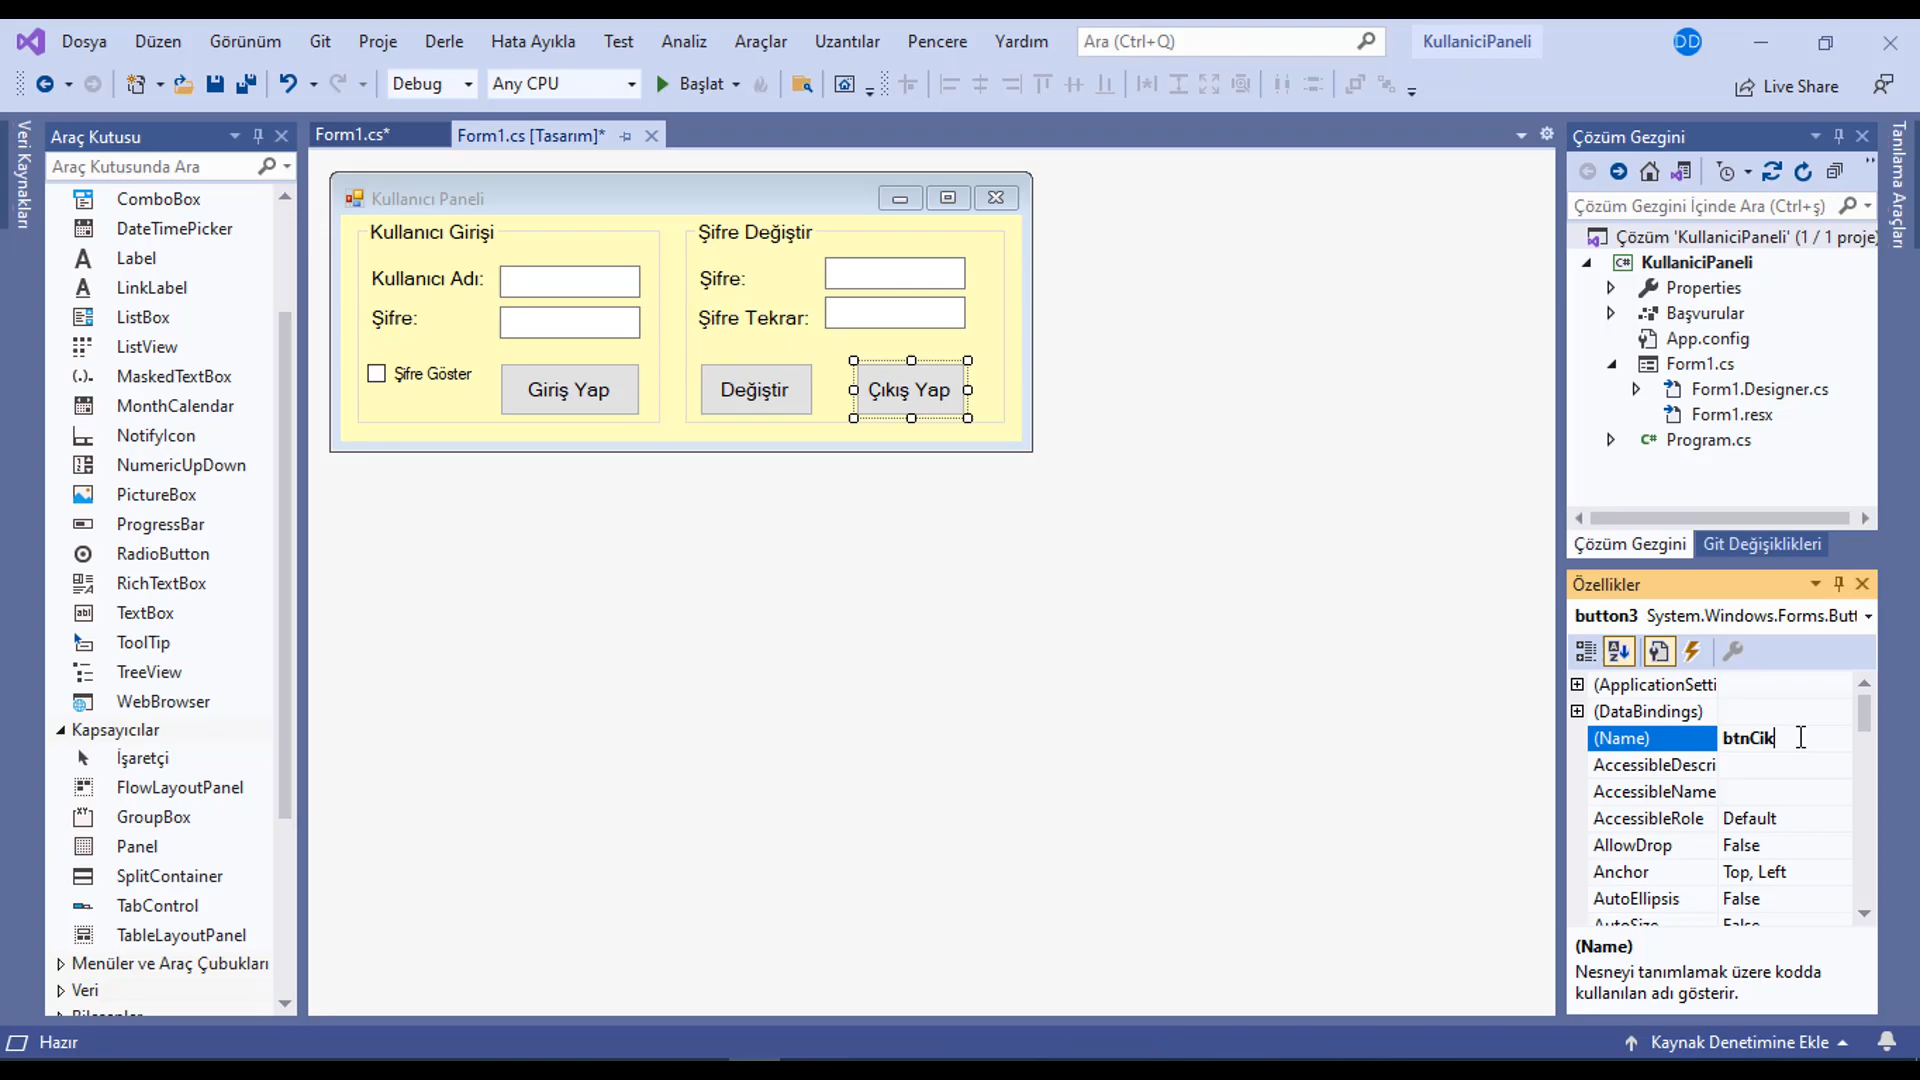 Dosya Düzen Görünüm Git Proje Derle Hata Ayıkla Test Analiz Araçlar Uzantılar Pencere Yardım Ara (Ctrl+Q) KullaniciPaneli DD
Debug Any CPU Başlat Live Share
Veri Kaynakları
Araç Kutusu
Araç Kutusunda Ara
ComboBox
DateTimePicker
Label
LinkLabel
ListBox
ListView
MaskedTextBox
MonthCalendar
NotifyIcon
NumericUpDown
PictureBox
ProgressBar
RadioButton
RichTextBox
TextBox
ToolTip
TreeView
WebBrowser
Kapsayıcılar
İşaretçi
FlowLayoutPanel
GroupBox
Panel
SplitContainer
TabControl
TableLayoutPanel
Menüler ve Araç Çubukları
Veri
Form1.cs* Form1.cs [Tasarım]*
Kullanıcı Paneli
Kullanıcı Girişi
Kullanıcı Adı:
Şifre:
Şifre Göster
Giriş Yap
Şifre Değiştir
Şifre:
Şifre Tekrar:
Değiştir
Çıkış Yap
Çözüm Gezgini
Çözüm Gezgini İçinde Ara (Ctrl+ş)
Çözüm 'KullaniciPaneli' (1 / 1 proje)
C# KullaniciPaneli
Properties
Başvurular
App.config
Form1.cs
Form1.Designer.cs
Form1.resx
C# Program.cs
Çözüm Gezgini Git Değişiklikleri
Tanılama Araçları
Özellikler
button3 System.Windows.Forms.Butt
(ApplicationSetti
(DataBindings)
(Name) btnCik
AccessibleDescri
AccessibleName
AccessibleRole Default
AllowDrop False
Anchor Top, Left
AutoEllipsis False
AutoSize False
(Name)
Nesneyi tanımlamak üzere kodda
kullanılan adı gösterir.
Hazır
Kaynak Denetimine Ekle